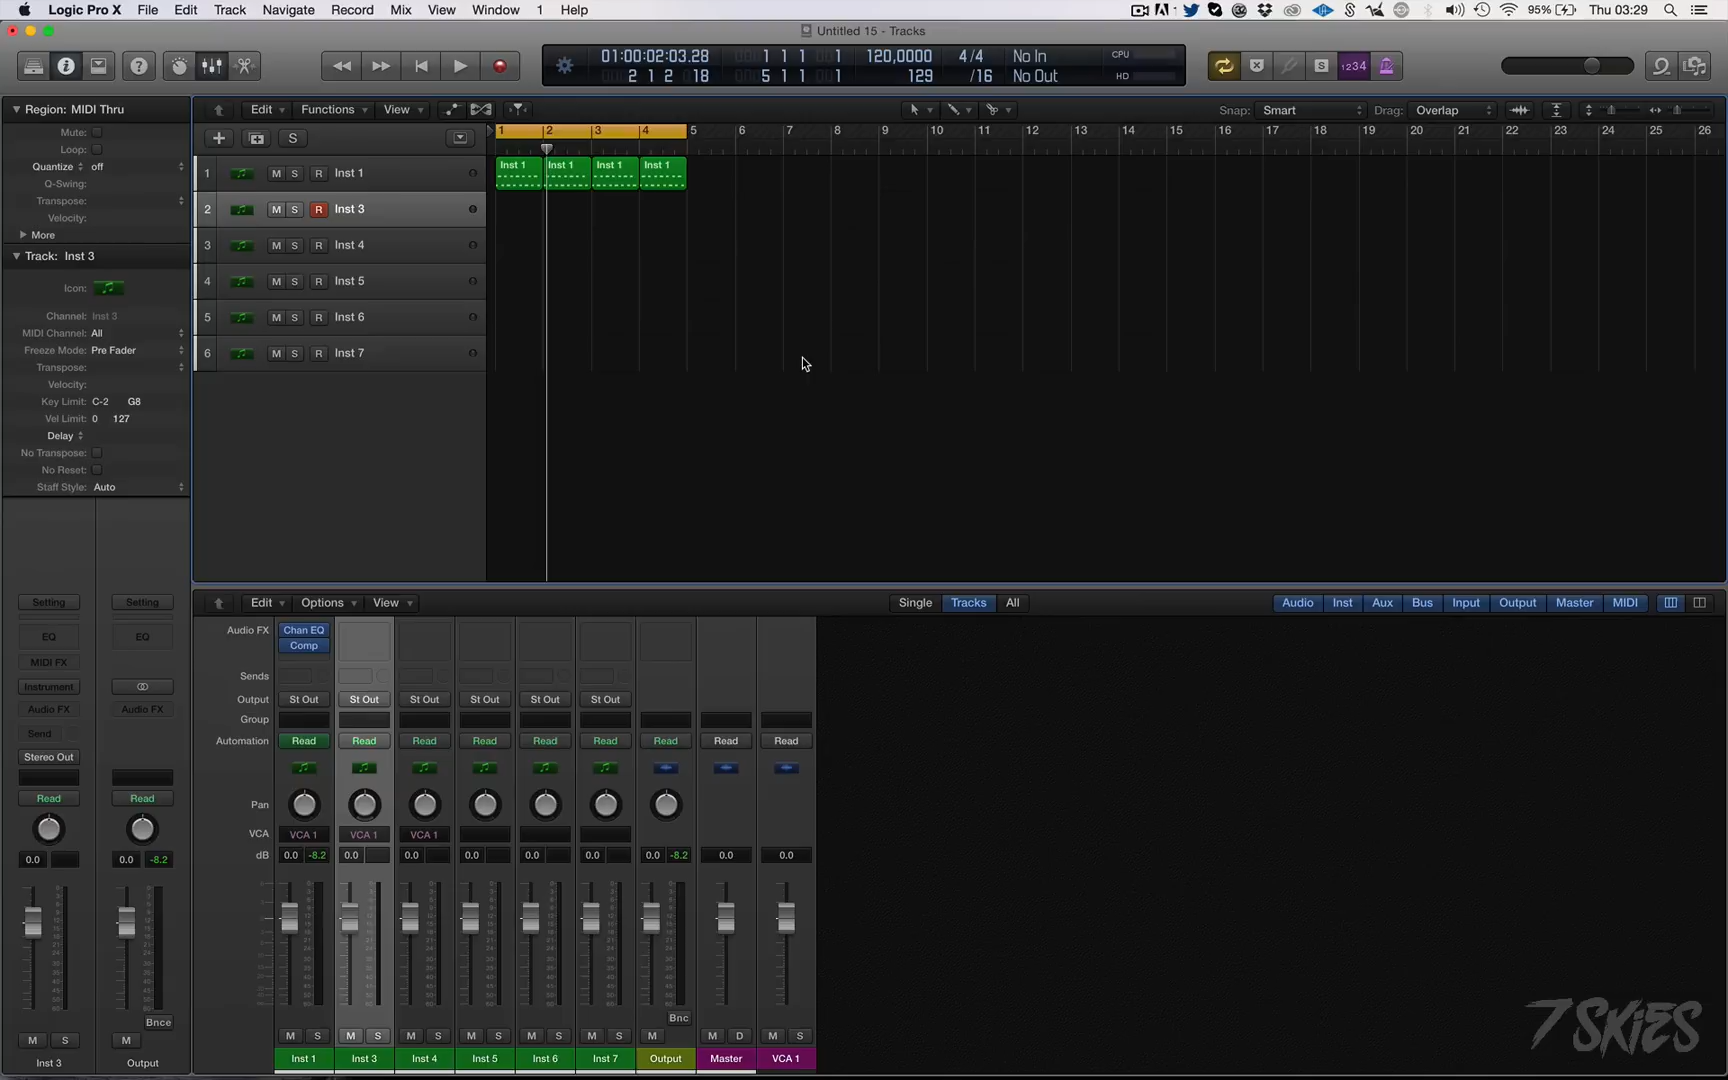 Logic Pro X File Edit Track Navigate Record Mix View Window 1 Help 95% Thu 03:29
Untitled 15 - Tracks
01:00:02:03.28 1 1 1 1 120,0000 4/4 No In CPU
2 1 2 18 5 1 1 1 129 /16 No Out HD
S 1234
Region: MIDI Thru
Mute:
Loop:
Quantize off
Q-Swing:
Transpose:
Velocity:
More
Track: Inst 3
Icon:
Channel: Inst 3
MIDI Channel: All
Freeze Mode: Pre Fader
Transpose:
Velocity:
Key Limit: C-2 G8
Vel Limit: 0 127
Delay
No Transpose:
No Reset:
Staff Style: Auto
Setting Setting
EQ EQ
MIDI FX
Instrument
Audio FX Audio FX
Send
Stereo Out
Read Read
0.0 0.0 -8.2
Bnce
M S M
Inst 3 Output
Edit Functions View Snap: Smart Drag: Overlap
S
1 2 3 4 5 6 7 8 9 10 11 12 13 14 15 16 17 18 19 20 21 22 23 24 25 26
1 M S R Inst 1
Inst 1 Inst 1 Inst 1 Inst 1
2 M S R Inst 3
3 M S R Inst 4
4 M S R Inst 5
5 M S R Inst 6
6 M S R Inst 7
Edit Options View Single Tracks All Audio Inst Aux Bus Input Output Master MIDI
Audio FX Chan EQ
Comp
Sends
Output St Out St Out St Out St Out St Out St Out
Group
Automation Read Read Read Read Read Read Read Read Read
Pan
VCA VCA 1 VCA 1 VCA 1
dB 0.0 -8.2 0.0 0.0 0.0 0.0 0.0 0.0 -8.2 0.0 0.0
Bnc
M S M S M S M S M S M S M M D M S
Inst 1 Inst 3 Inst 4 Inst 5 Inst 6 Inst 7 Output Master VCA 1
7 SKIES